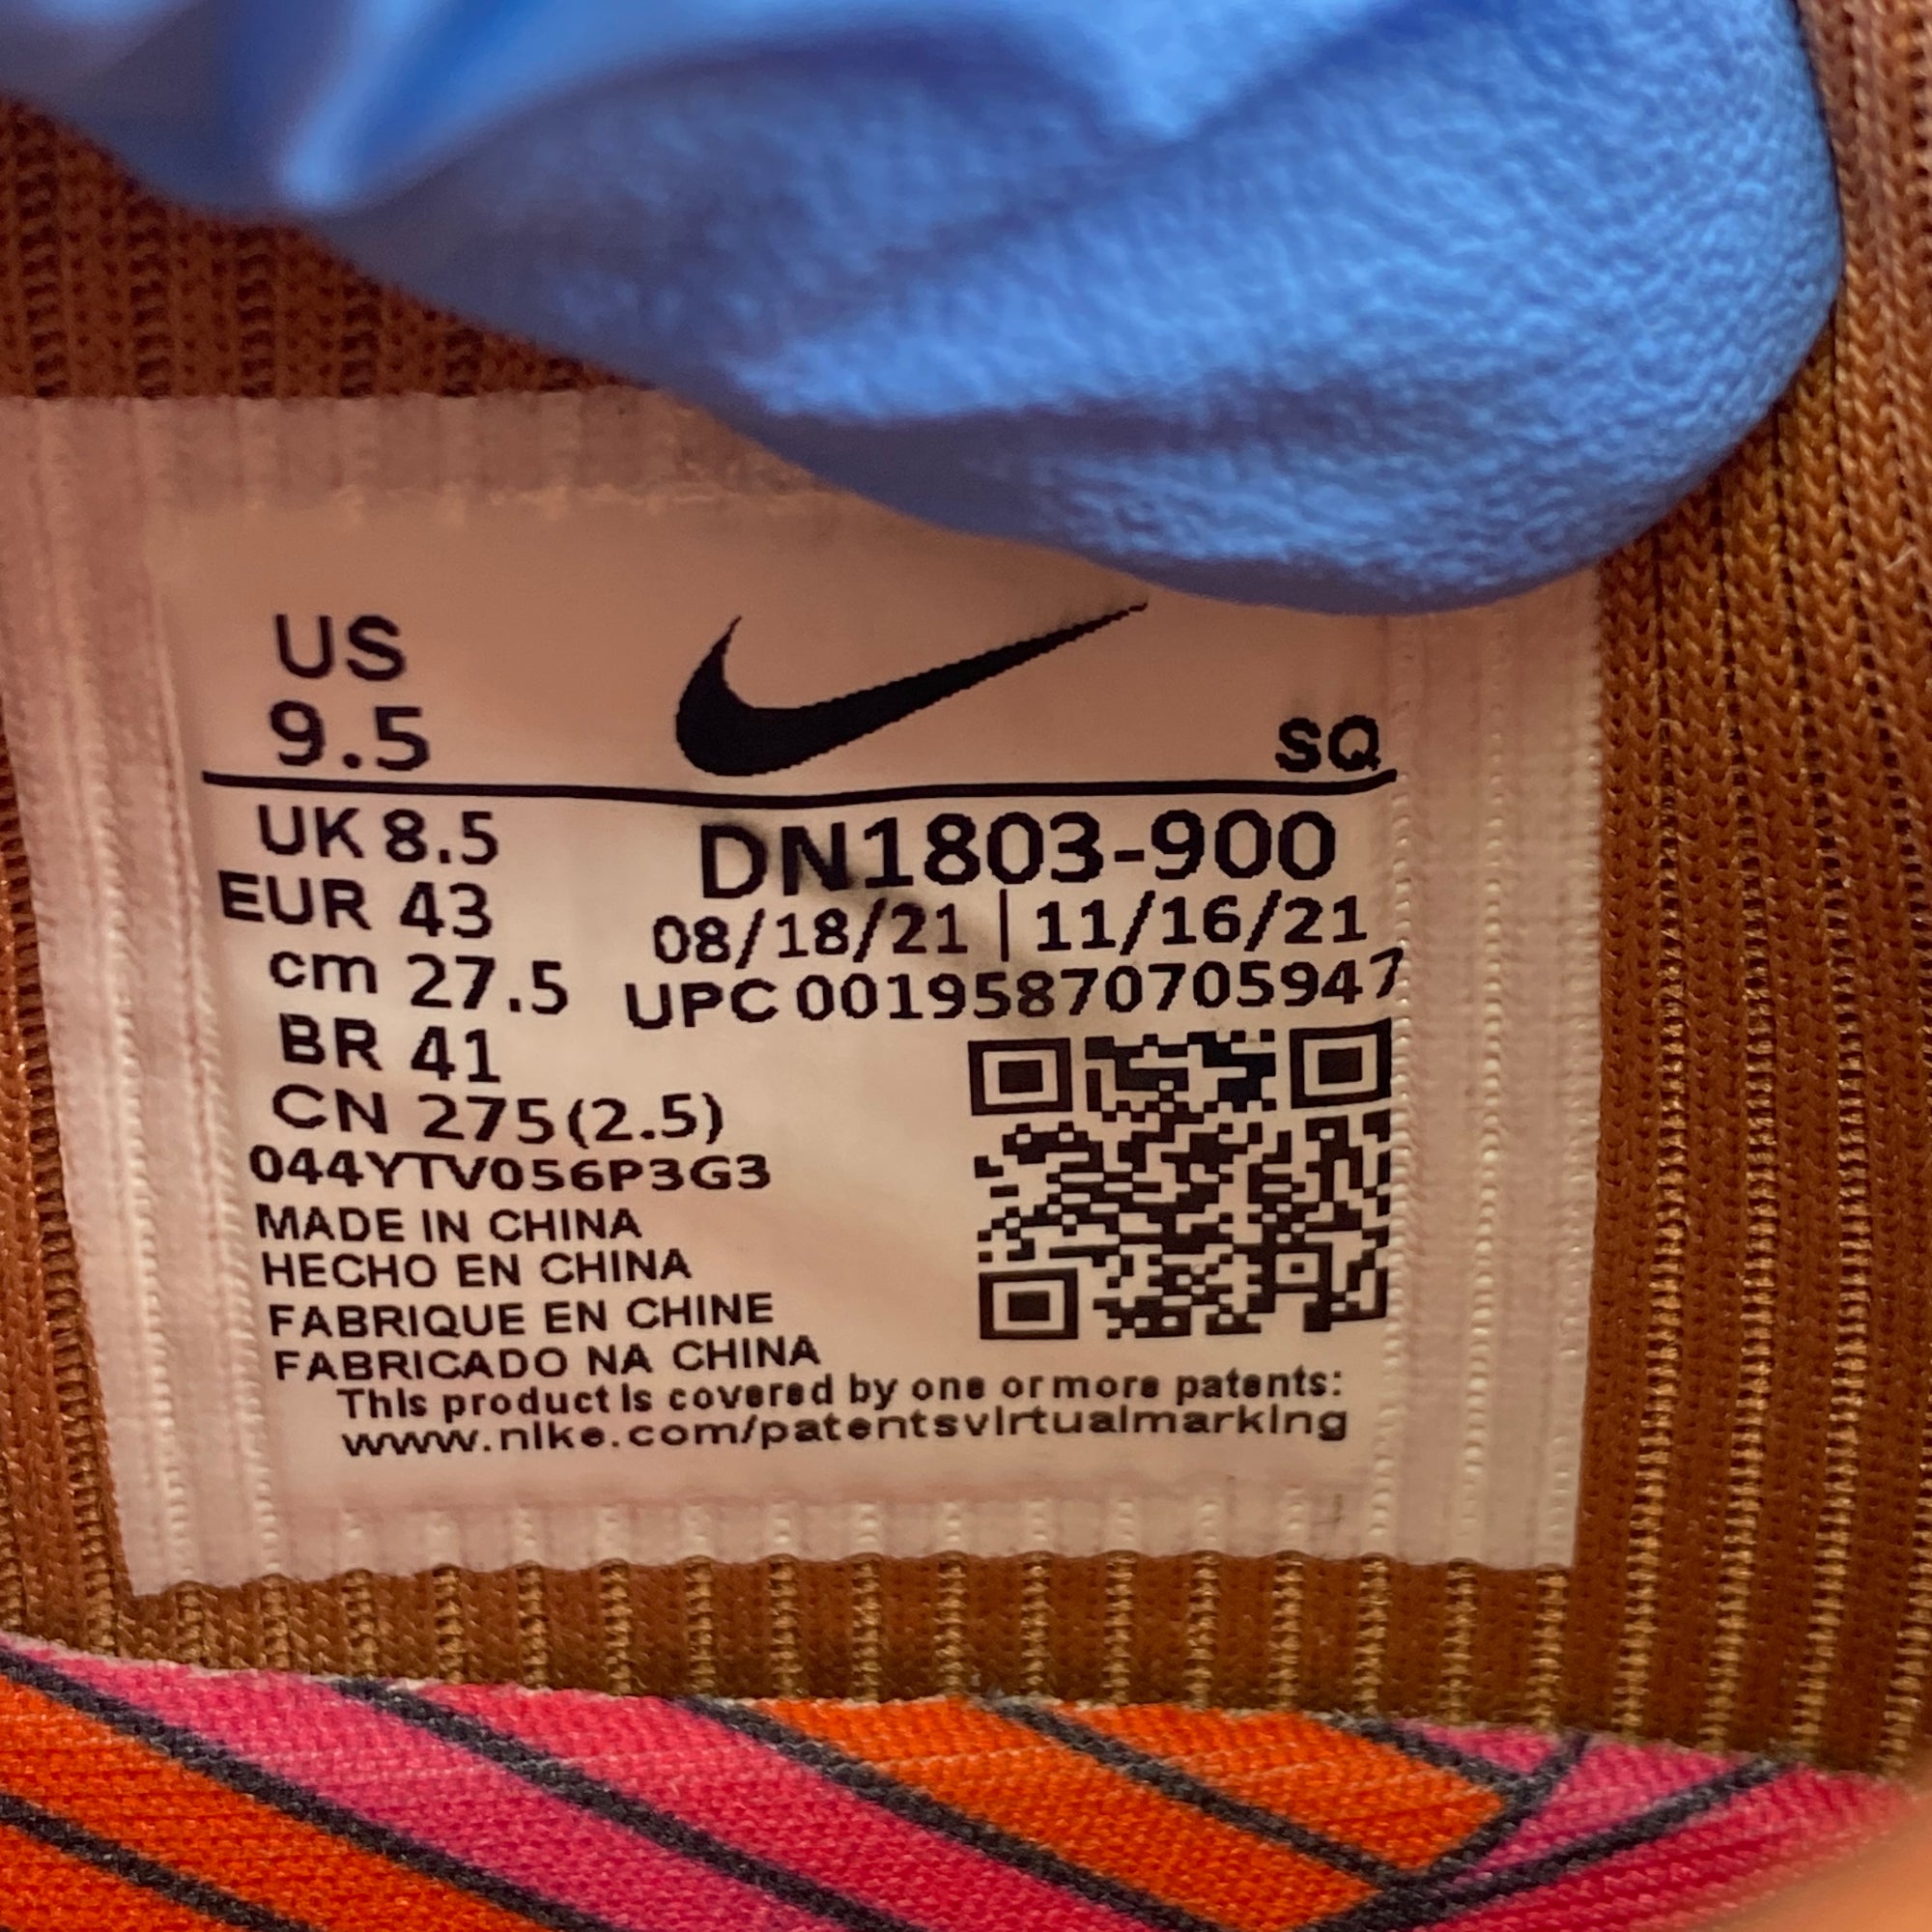 US
9.5
SQ
UK 8.5
EUR 43
cm 27.5
BR 41
CN 275(2.5)
DN1803-900
08/18/21 | 11/16/21
UPC 00195870705947
044YTV056P3G3
MADE IN CHINA
HECHO EN CHINA
FABRIQUE EN CHINE
FABRICADO NA CHINA
This product is covered by one or more patents:
www.nike.com/patentsvirtualmarking